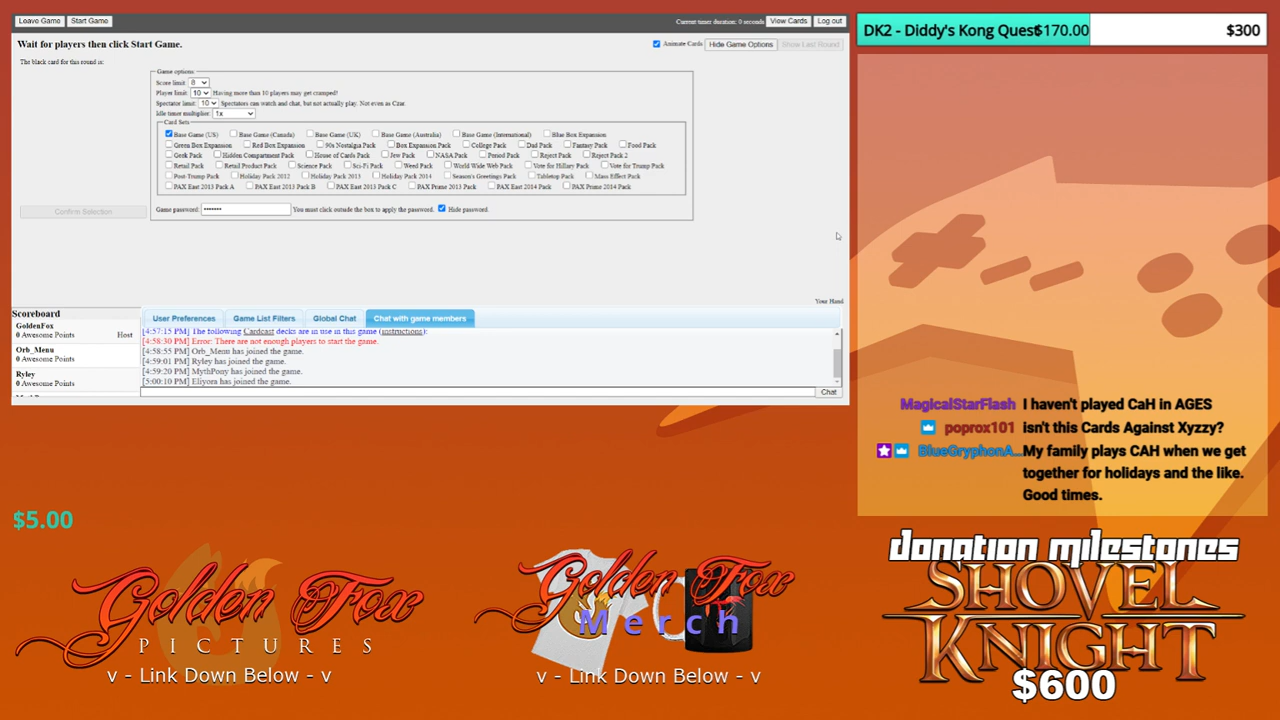 Leave Game
Start Game
Current timer duration: 0 seconds
View Cards
Log out
Wait for players then click Start Game.
Animate Cards
Hide Game Options
Show Last Round
The black card for this round is:
Game options:
Score limit: 8
Player limit: 10 Having more than 10 players may get cramped!
Spectator limit: 10 Spectators can watch and chat, but not actually play. Not even as Czar.
Idle timer multiplier: 1x
Card Sets
Base Game (US) Base Game (Canada) Base Game (UK) Base Game (Australia) Base Game (International) Blue Box Expansion
Green Box Expansion Red Box Expansion 90s Nostalgia Pack Box Expansion Pack College Pack Dad Pack Fantasy Pack Food Pack
Geek Pack Hidden Compartment Pack House of Cards Pack Jew Pack NASA Pack Period Pack Reject Pack Reject Pack 2
Retail Pack Retail Product Pack Science Pack Sci-Fi Pack Weed Pack World Wide Web Pack Vote for Hillary Pack Vote for Trump Pack
Post-Trump Pack Holiday Pack 2012 Holiday Pack 2013 Holiday Pack 2014 Season's Greetings Pack Tabletop Pack Mass Effect Pack
PAX East 2013 Pack A PAX East 2013 Pack B PAX East 2013 Pack C PAX Prime 2013 Pack PAX East 2014 Pack PAX Prime 2014 Pack
Game password: ••••••• You must click outside the box to apply the password. Hide password.
Confirm Selection
Your Hand
Scoreboard
GoldenFox
0 Awesome Points Host
Orb_Menu
0 Awesome Points
Ryley
0 Awesome Points
User Preferences
Game List Filters
Global Chat
Chat with game members
[4:57:15 PM] The following Cardcast decks are in use in this game (instructions):
[4:58:30 PM] Error: There are not enough players to start the game.
[4:58:55 PM] Orb_Menu has joined the game.
[4:59:01 PM] Ryley has joined the game.
[4:59:20 PM] MythPony has joined the game.
[5:00:10 PM] Eliyora has joined the game.
Chat
DK2 - Diddy's Kong Quest
$170.00
$300
MagicalStarFlash I haven't played CaH in AGES
poprox101 isn't this Cards Against Xyzzy?
BlueGryphonA... My family plays CAH when we get
together for holidays and the like.
Good times.
$5.00
Golden Fox
PICTURES
v - Link Down Below - v
Golden Fox
Merch
v - Link Down Below - v
Donation Milestones
SHOVEL
KNIGHT
$600